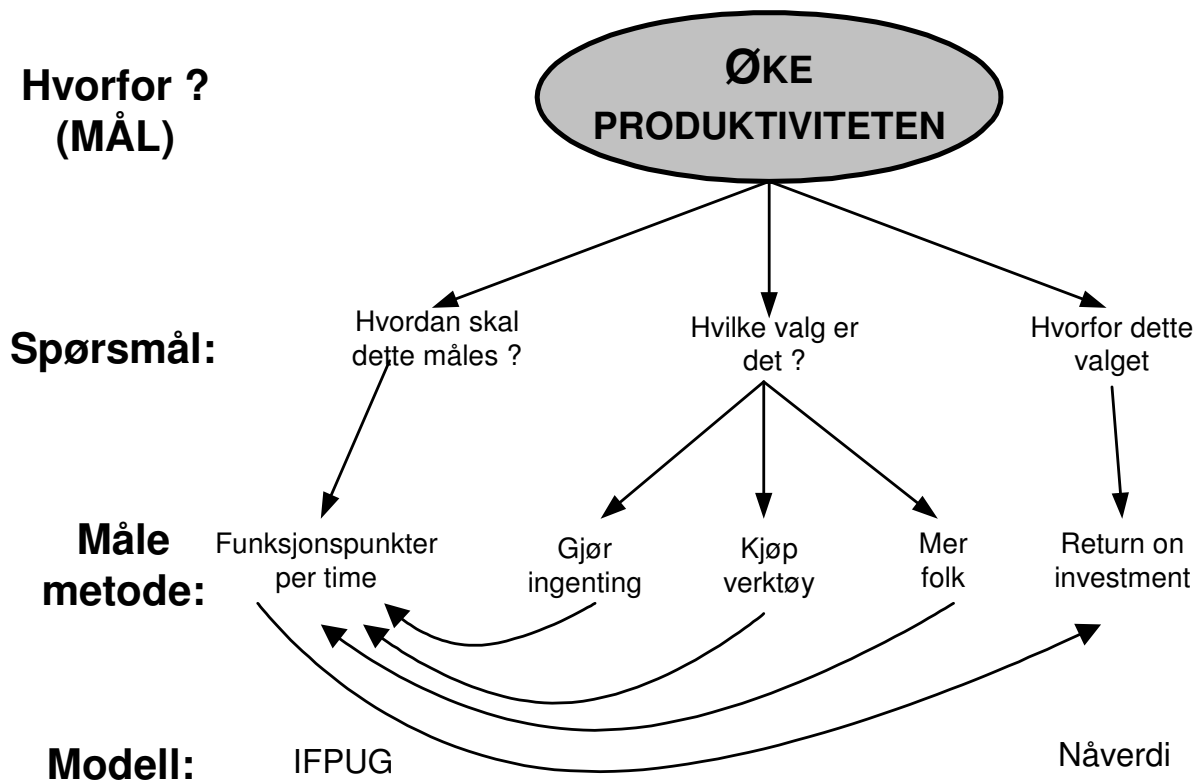 Hvorfor ?
(MÅL)
ØKE
PRODUKTIVITETEN
Spørsmål:
Hvordan skal
dette måles ?
Hvilke valg er
det ?
Hvorfor dette
valget
Måle
metode:
Funksjonspunkter
per time
Gjør
ingenting
Kjøp
verktøy
Mer
folk
Return on
investment
Modell:
IFPUG
Nåverdi